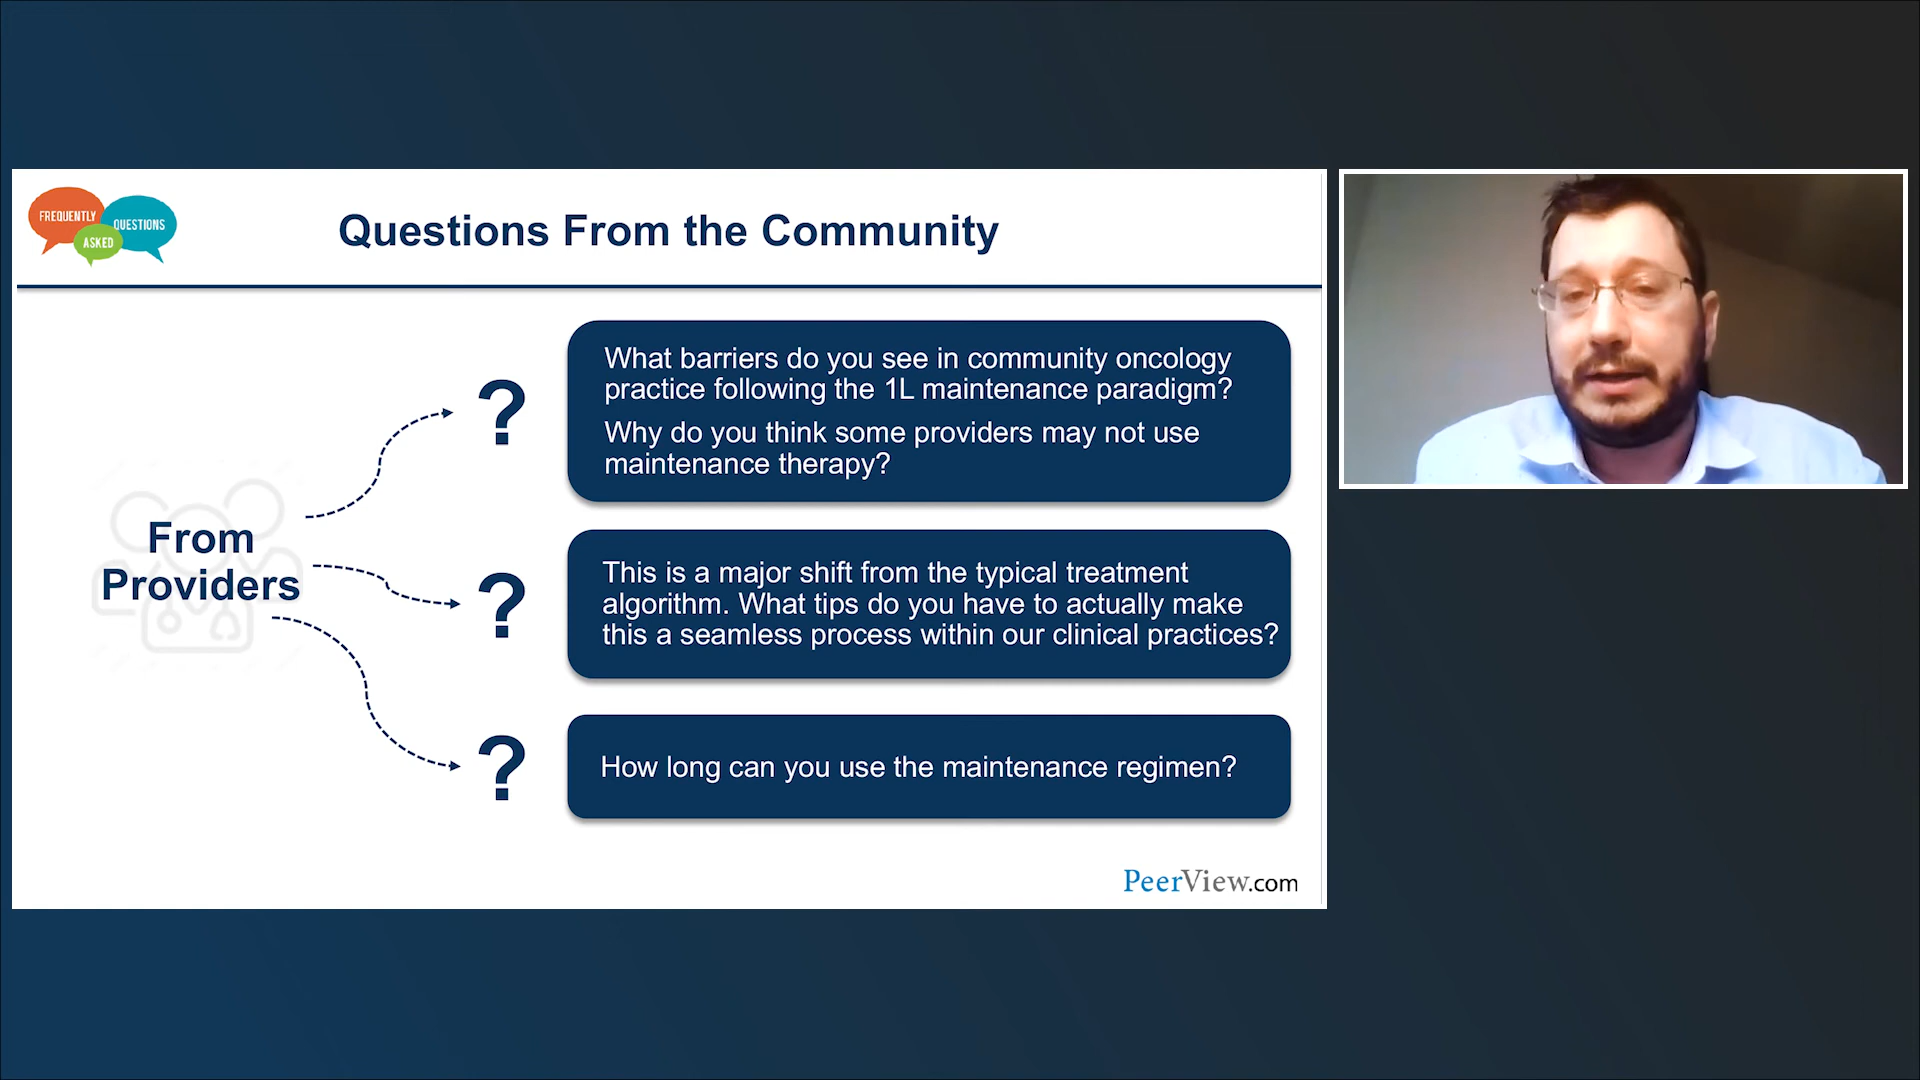 FREQUENTLY
ASKED
QUESTIONS
Questions From the Community
From
Providers
?
What barriers do you see in community oncology
practice following the 1L maintenance paradigm?
Why do you think some providers may not use
maintenance therapy?
?
This is a major shift from the typical treatment
algorithm. What tips do you have to actually make
this a seamless process within our clinical practices?
?
How long can you use the maintenance regimen?
PeerView.com